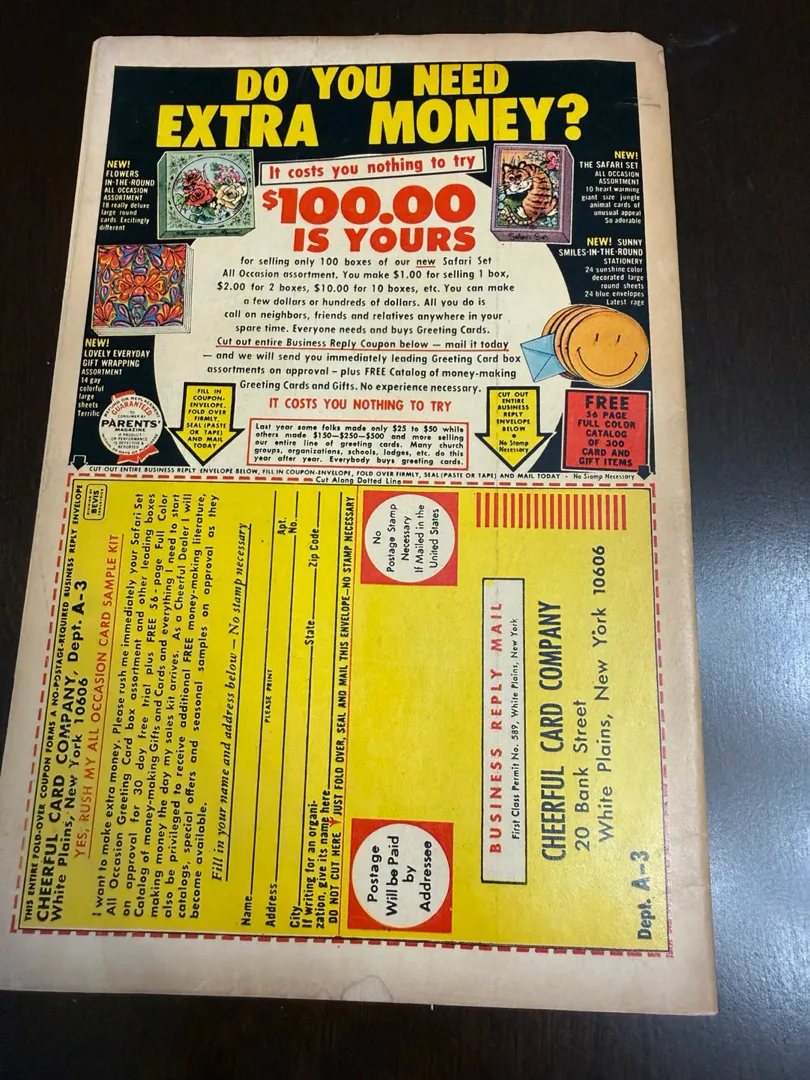 DO YOU NEED
EXTRA MONEY?
It costs you nothing to try
$100.00
IS YOURS
NEW!
FLOWERS
IN-THE-ROUND
ALL OCCASION
ASSORTMENT
18 really deluxe
large round
cards Excitingly
different
NEW!
THE SAFARI SET
ALL OCCASION
ASSORTMENT
10 heart warming
giant size jungle
animal cards of
unusual appeal
So adorable
for selling only 100 boxes of our new Safari Set
All Occasion assortment. You make $1.00 for selling 1 box,
$2.00 for 2 boxes, $10.00 for 10 boxes, etc. You can make
a few dollars or hundreds of dollars. All you do is
call on neighbors, friends and relatives anywhere in your
spare time. Everyone needs and buys Greeting Cards.
Cut out entire Business Reply Coupon below — mail it today
— and we will send you immediately leading Greeting Card box
assortments on approval – plus FREE Catalog of money-making
Greeting Cards and Gifts. No experience necessary.
IT COSTS YOU NOTHING TO TRY
NEW! SUNNY
SMILES-IN-THE-ROUND
STATIONERY
24 sunshine color
decorated large
round sheets
24 blue envelopes
Latest rage
NEW!
LOVELY EVERYDAY
GIFT WRAPPING
ASSORTMENT
14 gay
colorful
large
sheets
Terrific
GUARANTEED
PARENTS'
MAGAZINE
FILL IN
COUPON-
ENVELOPE,
FOLD OVER
FIRMLY,
SEAL (PASTE
OR TAPE)
AND MAIL
TODAY
Last year some folks made only $25 to $50 while
others made $150—$250—$500 and more selling
our entire line of greeting cards. Many church
groups, organizations, schools, lodges, etc. do this
year after year. Everybody buys greeting cards.
CUT OUT
ENTIRE
BUSINESS
REPLY
ENVELOPE
BELOW
•
No Stamp
Necessary
FREE
56 PAGE
FULL COLOR
CATALOG
OF 300
CARD AND
GIFT ITEMS
CUT OUT ENTIRE BUSINESS REPLY ENVELOPE BELOW, FILL IN COUPON-ENVELOPE, FOLD OVER FIRMLY, SEAL (PASTE OR TAPE) AND MAIL TODAY - No Stamp Necessary
Cut Along Dotted Line
THIS ENTIRE FOLD-OVER COUPON FORMS A NO-POSTAGE-REQUIRED BUSINESS REPLY ENVELOPE
CHEERFUL CARD COMPANY, Dept. A-3
White Plains, New York 10606
BEVIS
YES, RUSH MY ALL OCCASION CARD SAMPLE KIT
I want to make extra money. Please rush me immediately your Safari Set
All Occasion Greeting Card box assortment and other leading boxes
on approval for 30 day free trial plus FREE 56-page Full Color
Catalog of money-making Gifts and Cards and everything I need to start
making money the day my sales kit arrives. As a Cheerful Dealer I will
also be privileged to receive additional FREE money-making literature,
catalogs, special offers and seasonal samples on approval as they
become available.
Fill in your name and address below – No stamp necessary
PLEASE PRINT
Name
Apt.
Address No.
City State Zip Code
If writing for an organi-
zation, give its name here
DO NOT CUT HERE JUST FOLD OVER, SEAL AND MAIL THIS ENVELOPE—NO STAMP NECESSARY
No
Postage Stamp
Necessary
If Mailed in the
United States
Postage
Will be Paid
by
Addressee
BUSINESS REPLY MAIL
First Class Permit No. 589, White Plains, New York
CHEERFUL CARD COMPANY
20 Bank Street
White Plains, New York 10606
Dept. A-3